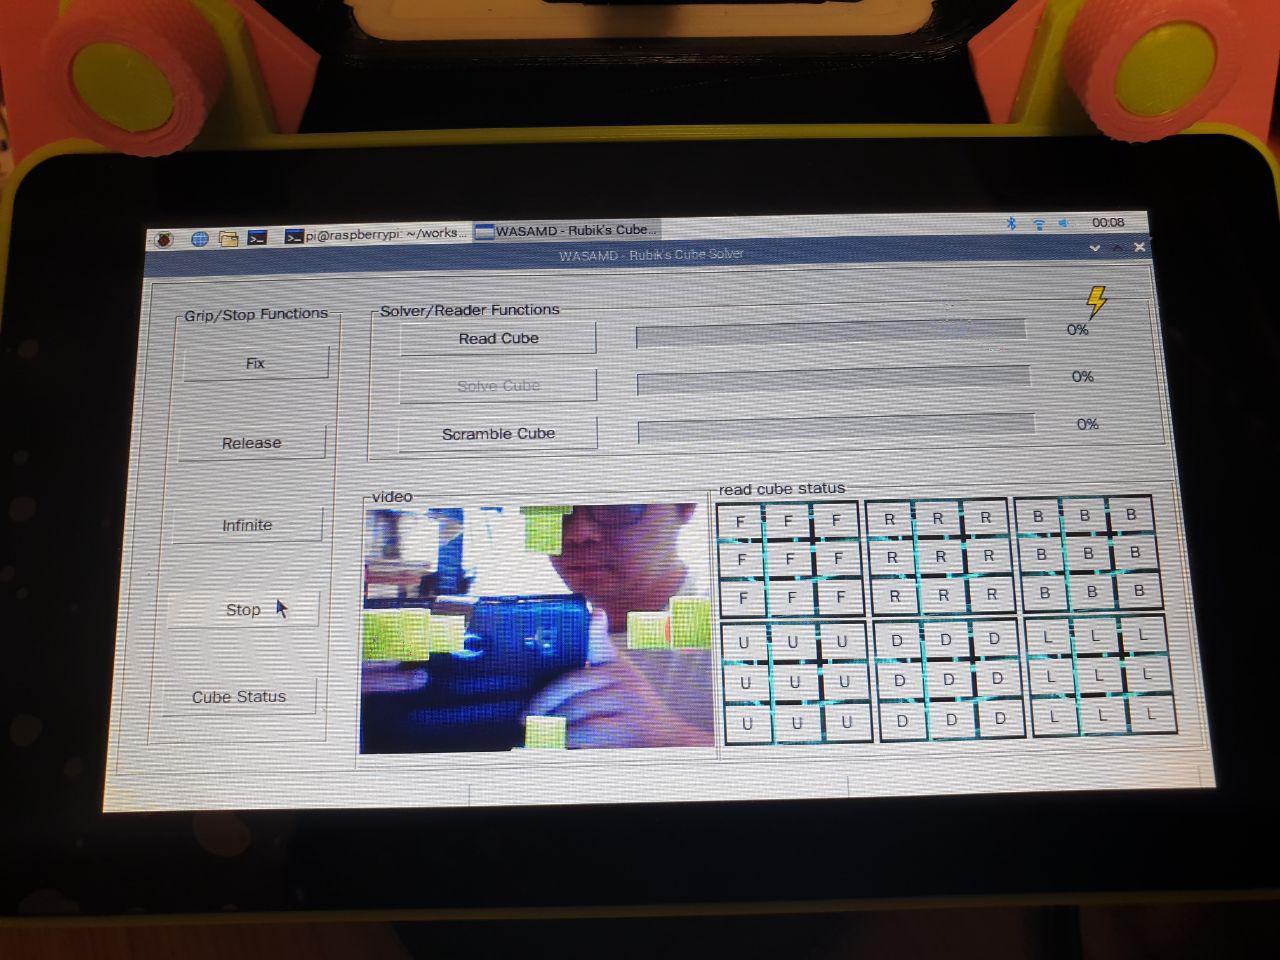 pi@raspberrypi: ~/works...
WASAMD - Rubik's Cube...
00:08
WASAMD - Rubik's Cube Solver
Grip/Stop Functions
Fix
Release
Infinite
Stop
Cube Status
Solver/Reader Functions
Read Cube
0%
Solve Cube
0%
Scramble Cube
0%
video
read cube status
F F F R R R B B B
F F F R R R B B B
F F F R R R B B B
U U U D D D L L L
U U U D D D L L L
U U U D D D L L L